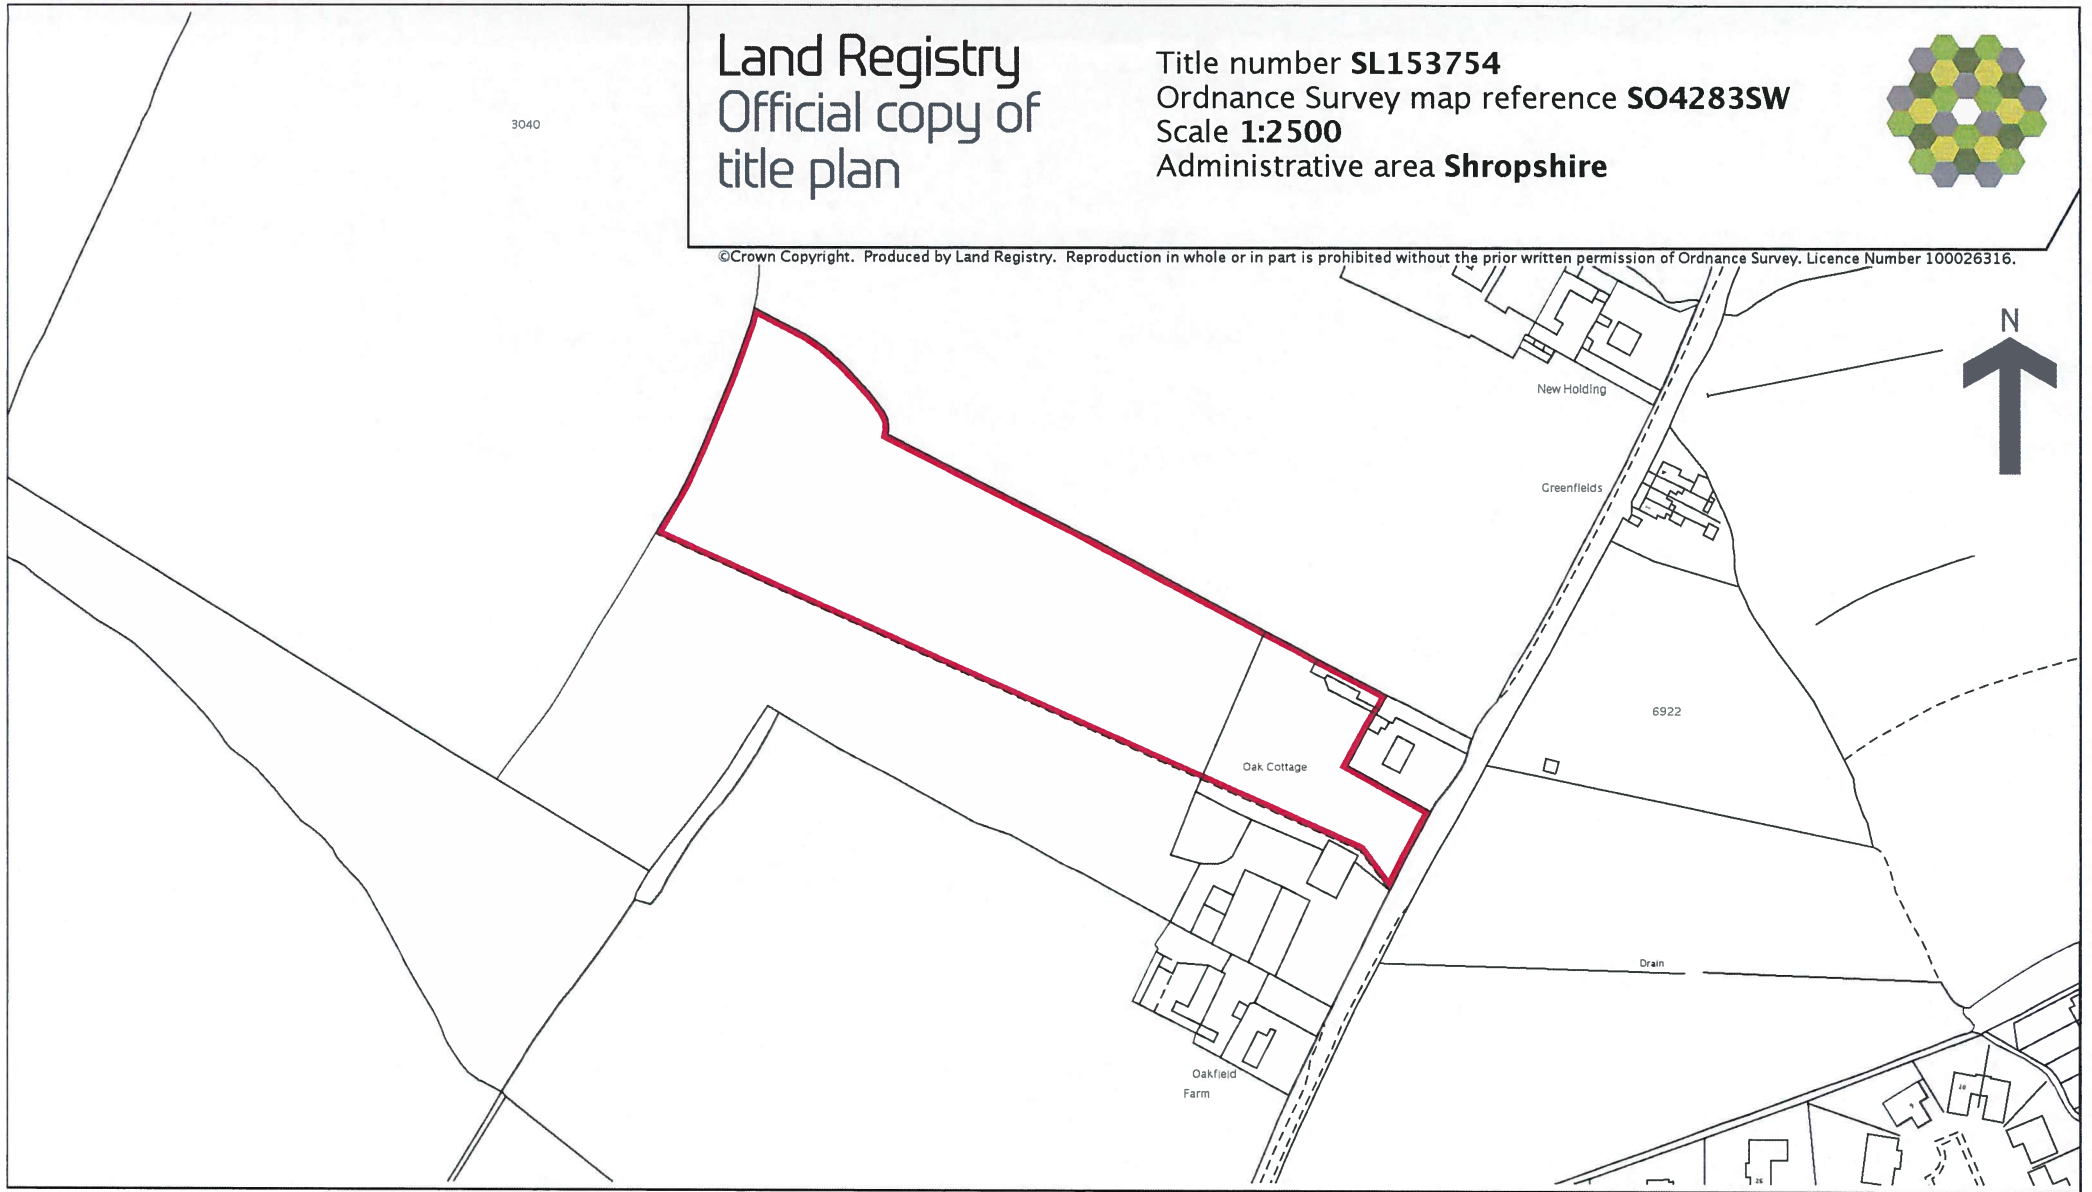 Land Registry
Official copy of
title plan
Title number SL153754
Ordnance Survey map reference SO4283SW
Scale 1:2500
Administrative area Shropshire
©Crown Copyright. Produced by Land Registry. Reproduction in whole or in part is prohibited without the prior written permission of Ordnance Survey. Licence Number 100026316.
3040
N
New Holding
Greenfields
6922
Oak Cottage
Drain
Oakfield
Farm
26